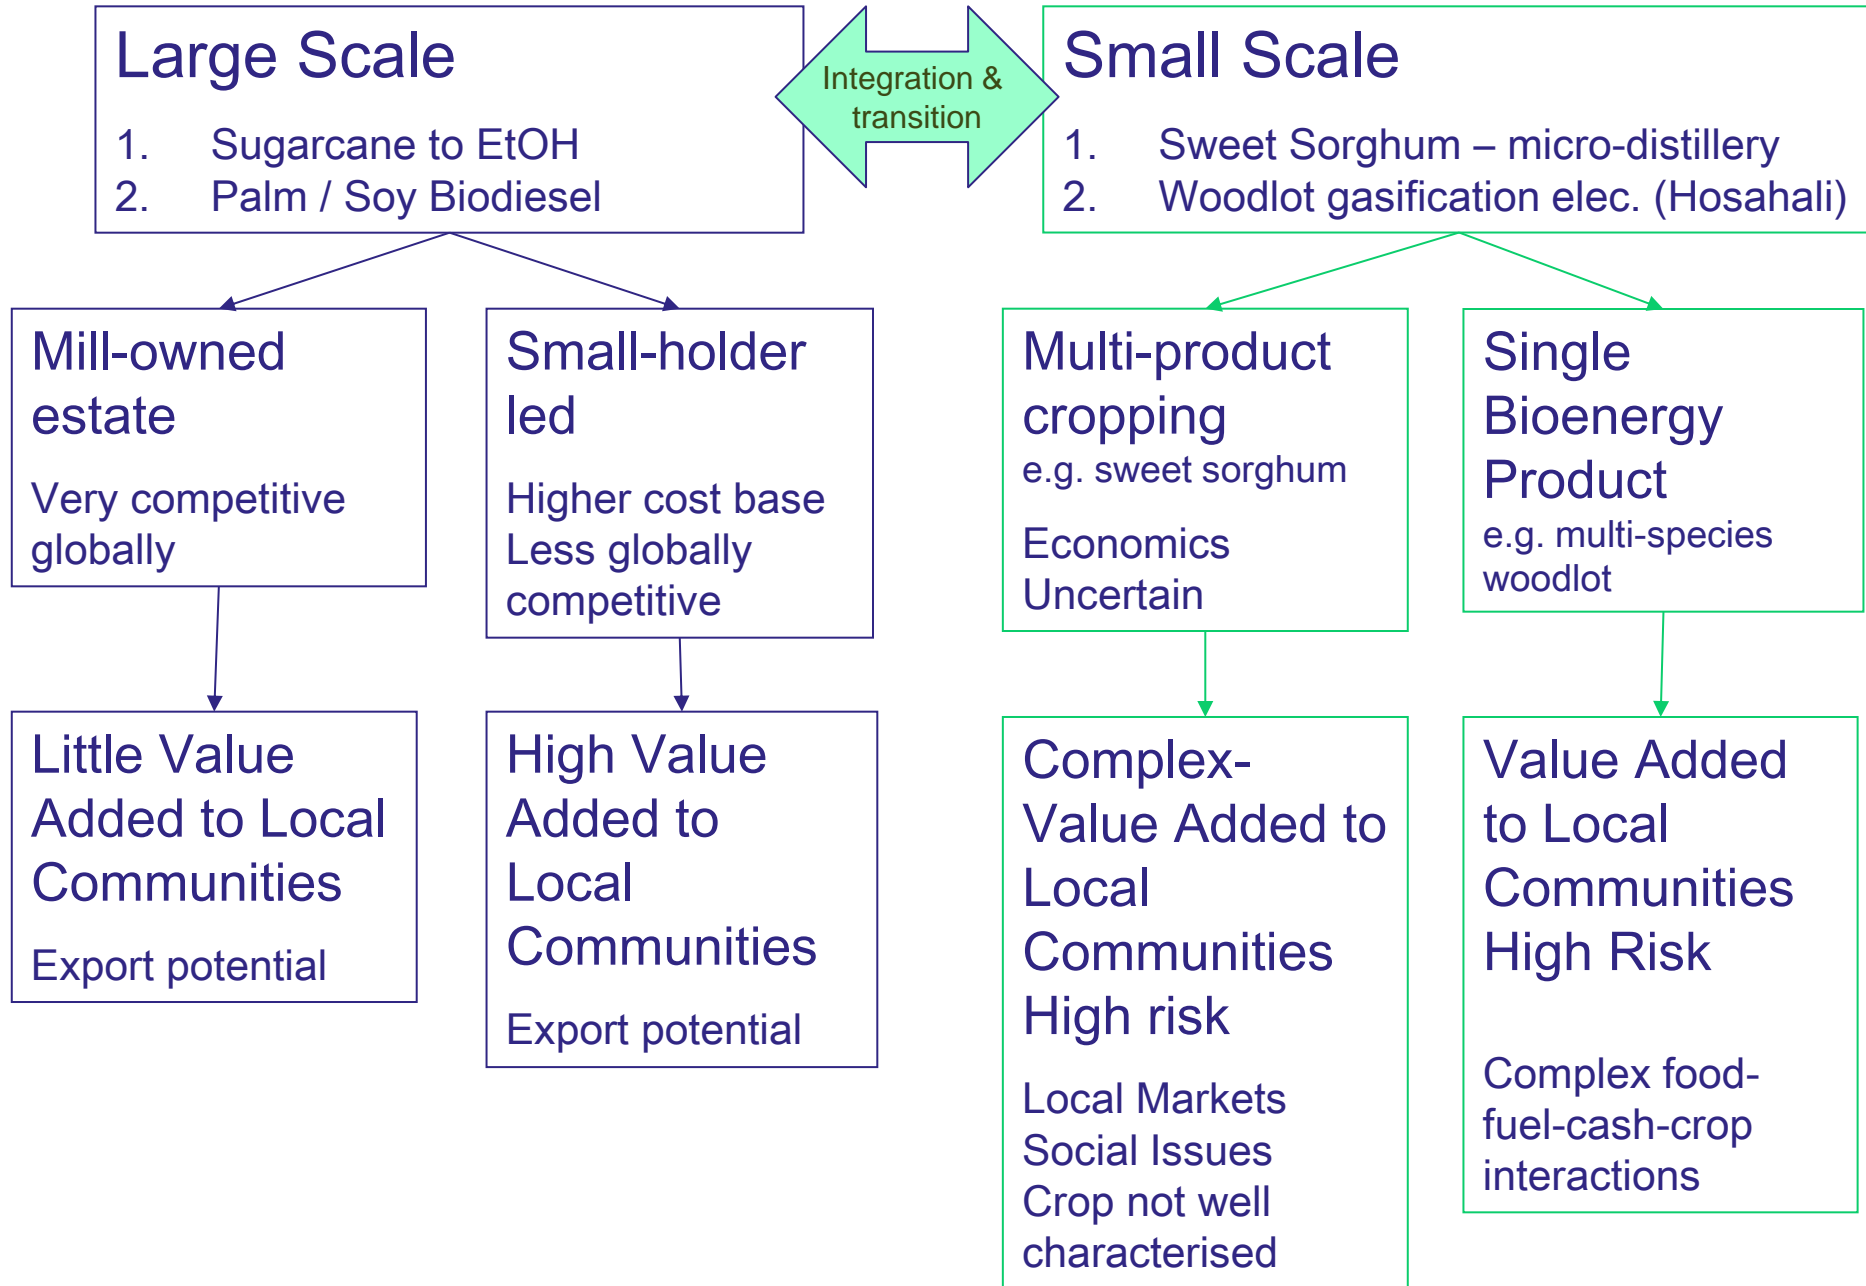 Large Scale
1. Sugarcane to EtOH
2. Palm / Soy Biodiesel
Integration &
transition
Small Scale
1. Sweet Sorghum – micro-distillery
2. Woodlot gasification elec. (Hosahali)
Mill-owned
estate
Very competitive
globally
Small-holder
led
Higher cost base
Less globally
competitive
Multi-product
cropping
e.g. sweet sorghum
Economics
Uncertain
Single
Bioenergy
Product
e.g. multi-species
woodlot
Little Value
Added to Local
Communities
Export potential
High Value
Added to
Local
Communities
Export potential
Complex-
Value Added to
Local
Communities
High risk
Local Markets
Social Issues
Crop not well
characterised
Value Added
to Local
Communities
High Risk
Complex food-
fuel-cash-crop
interactions